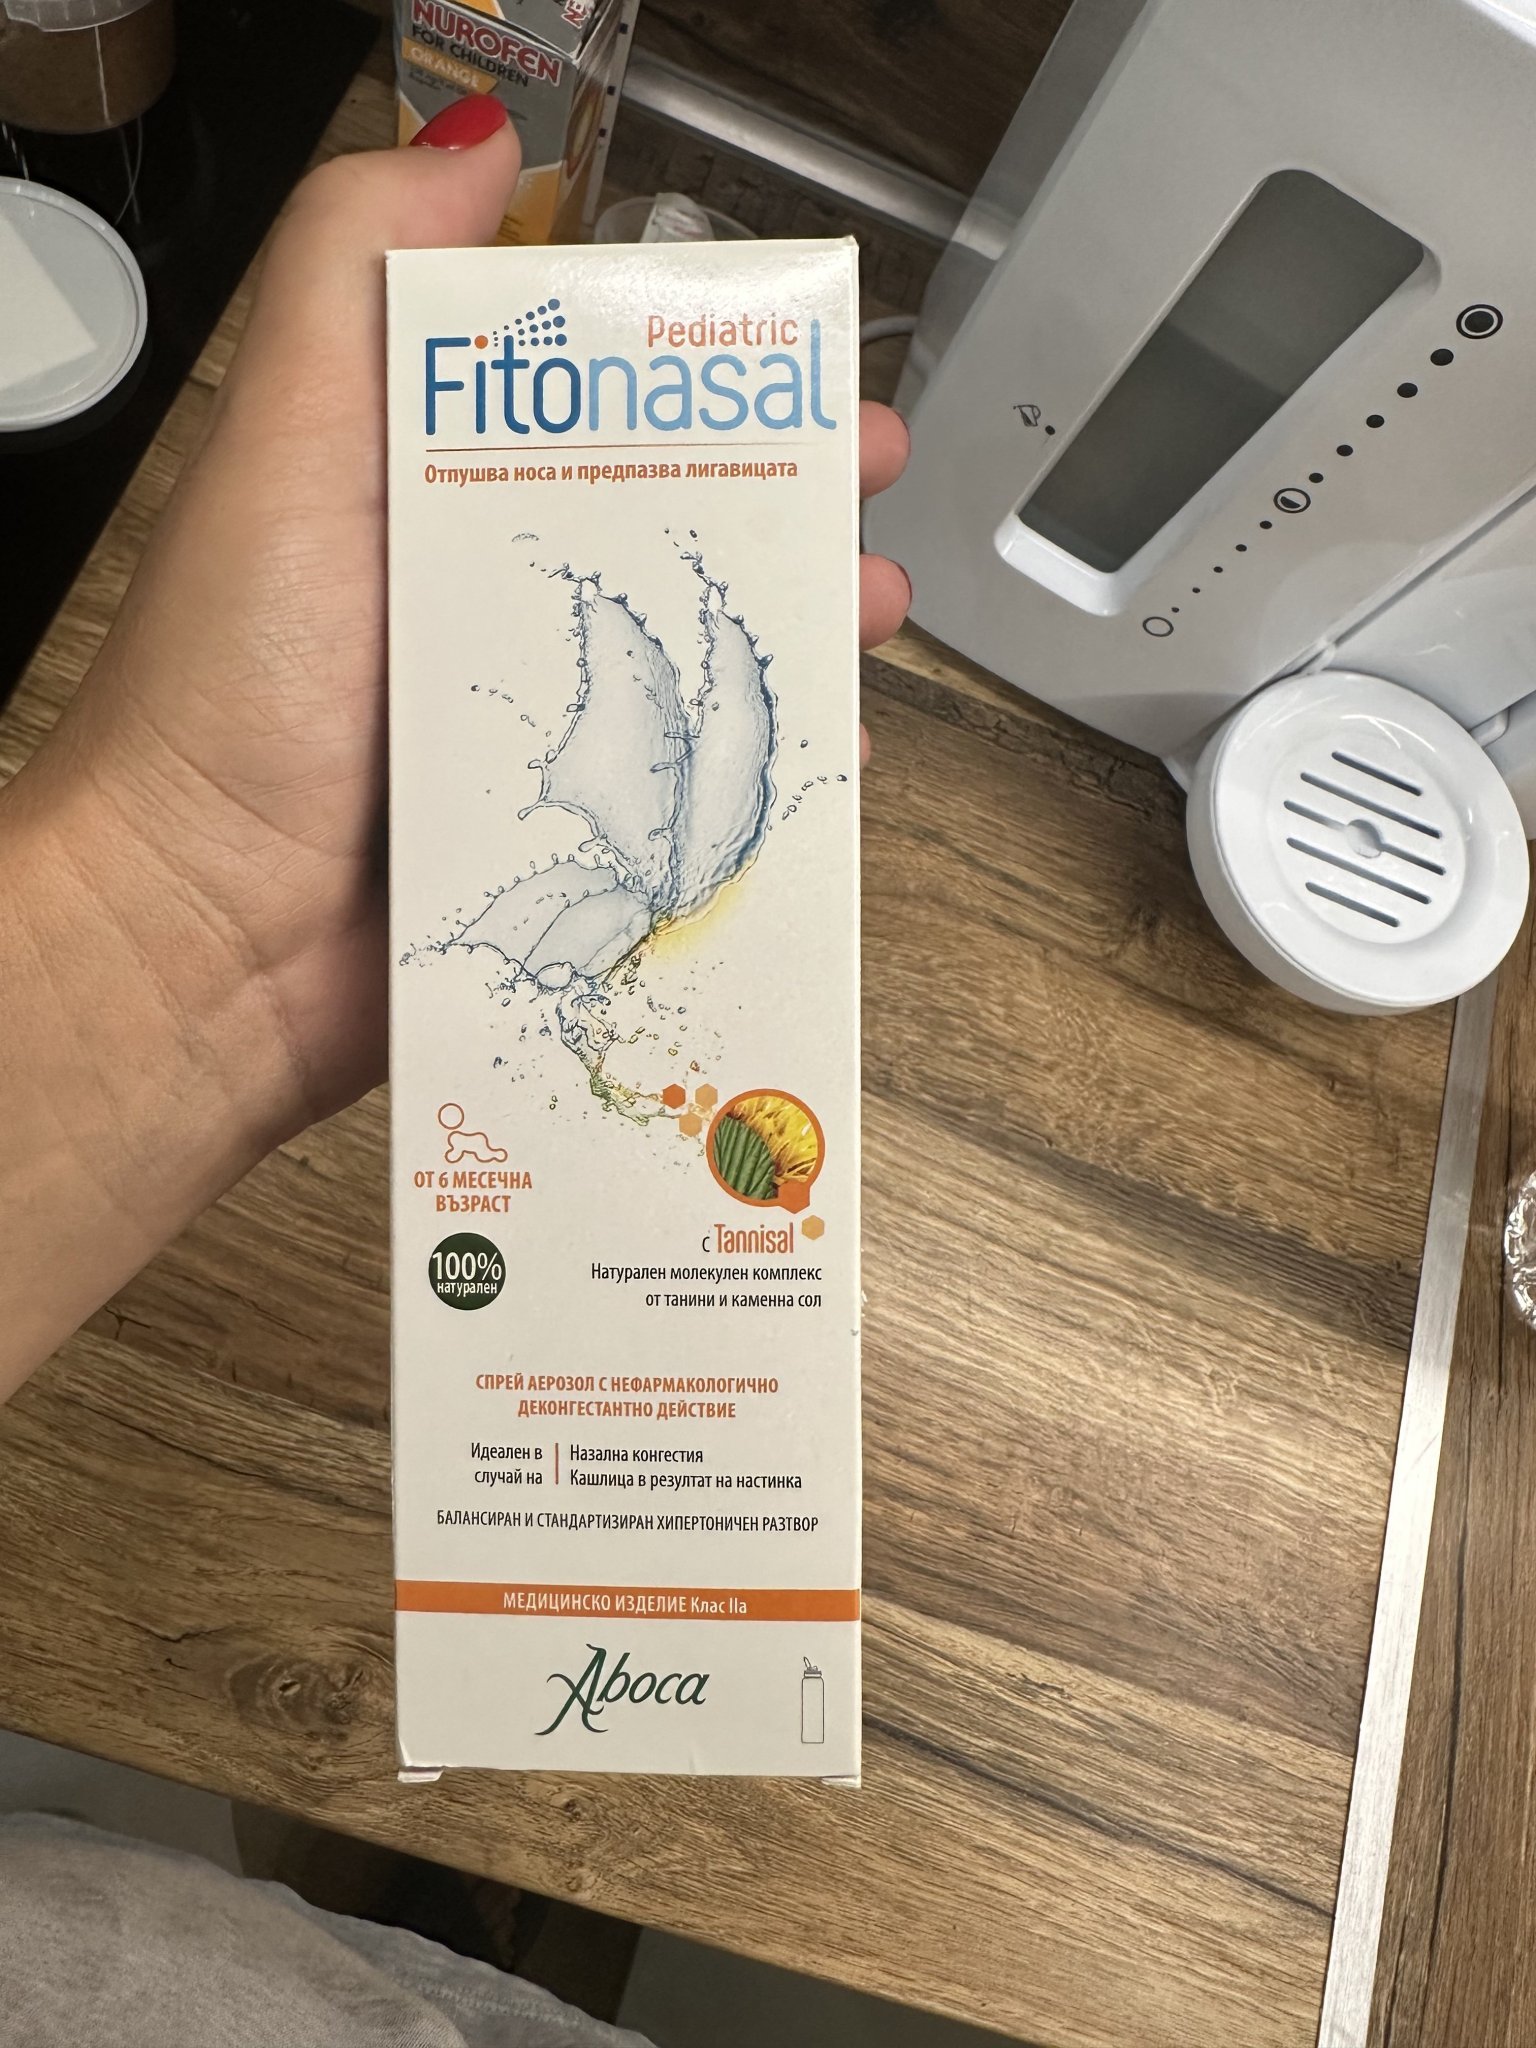 NUROFEN
FOR CHILDREN
ORANGE
Pediatric
Fitonasal
Отпушва носа и предпазва лигавицата
ОТ 6 МЕСЕЧНА
ВЪЗРАСТ
100%
натурален
с Tannisal
Натурален молекулен комплекс
от танини и каменна сол
СПРЕЙ АЕРОЗОЛ С НЕФАРМАКОЛОГИЧНО
ДЕКОНГЕСТАНТНО ДЕЙСТВИЕ
Идеален в
случай на
Назална конгестия
Кашлица в резултат на настинка
БАЛАНСИРАН И СТАНДАРТИЗИРАН ХИПЕРТОНИЧЕН РАЗТВОР
МЕДИЦИНСКО ИЗДЕЛИЕ Клас IIa
Aboca